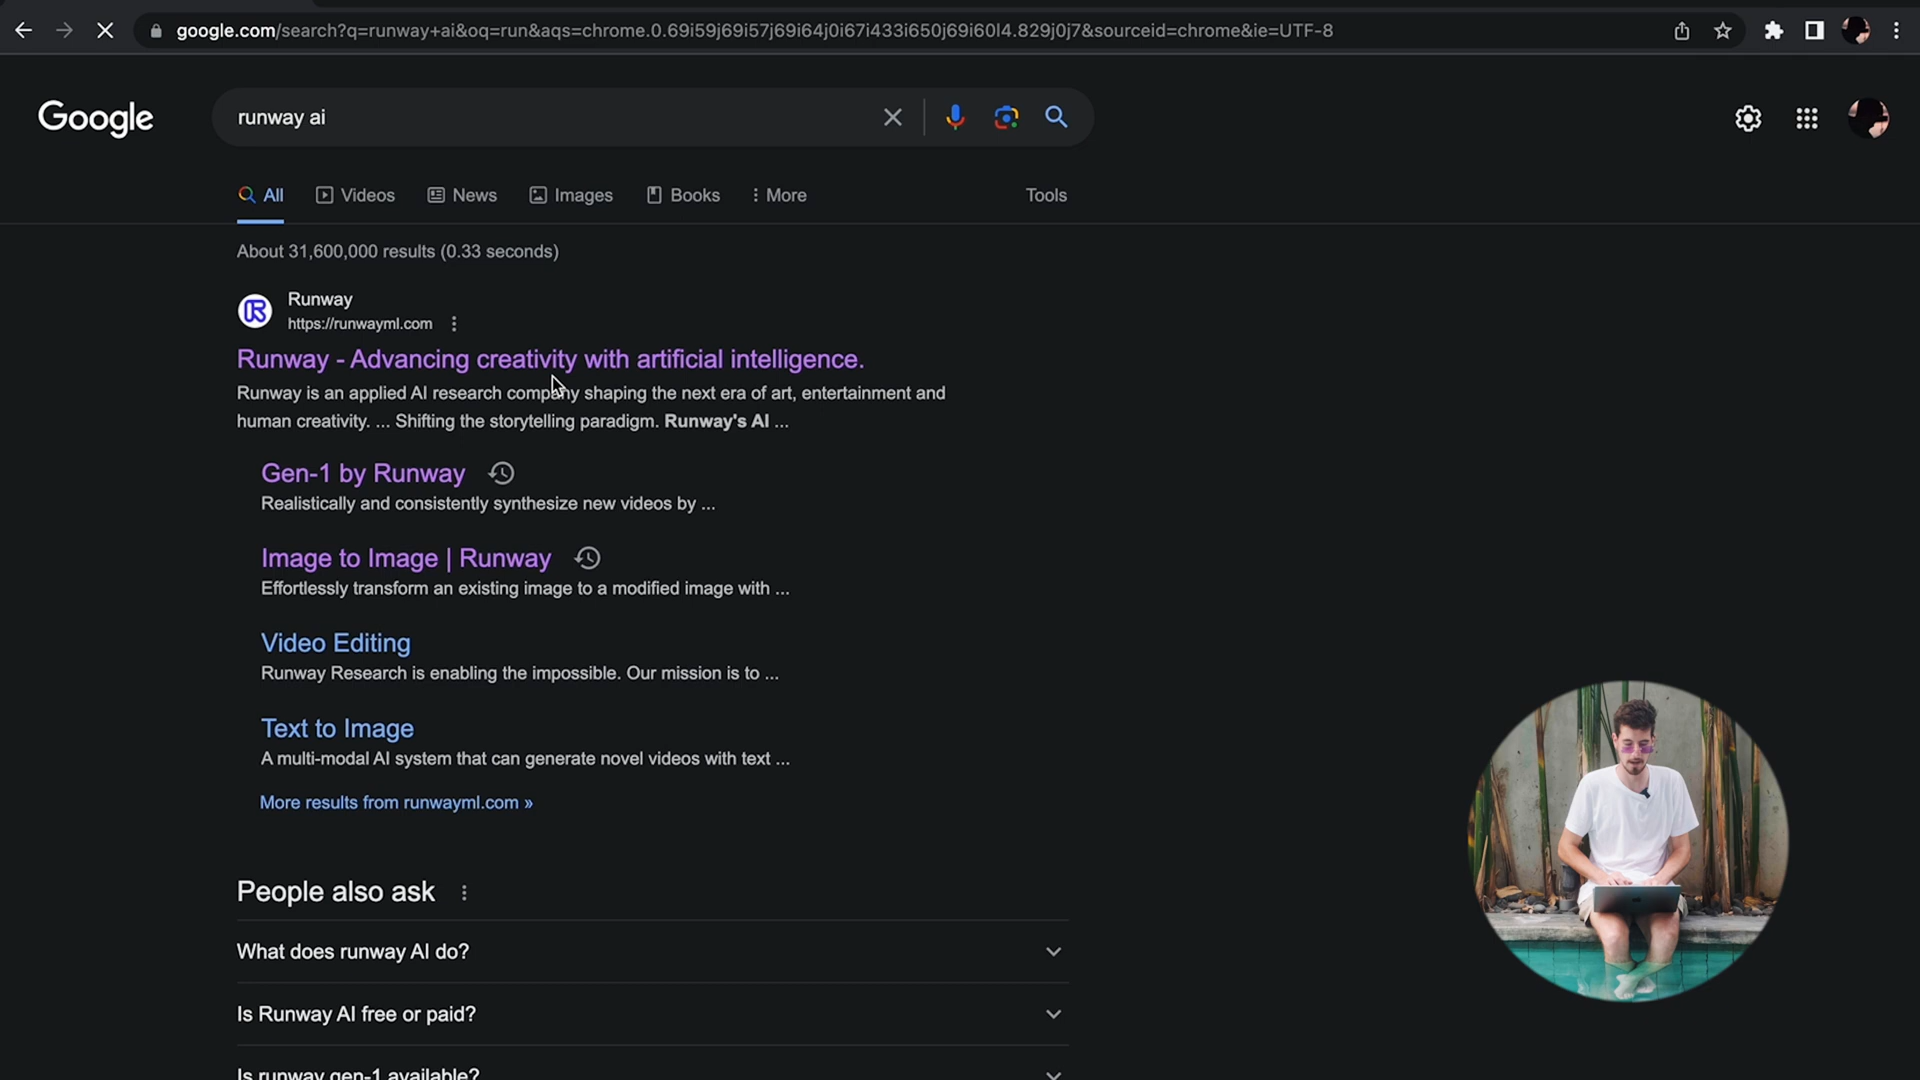 google.com/search?q=runway+ai&oq=run&aqs=chrome.0.69i59j69i57j69i64j0i67i433i650j69i60l4.829j0j7&sourceid=chrome&ie=UTF-8
Google
runway ai
All
Videos
News
Images
Books
More
Tools
About 31,600,000 results (0.33 seconds)
Runway
https://runwayml.com
Runway - Advancing creativity with artificial intelligence.
Runway is an applied AI research company shaping the next era of art, entertainment and
human creativity. ... Shifting the storytelling paradigm. Runway's AI ...
Gen-1 by Runway
Realistically and consistently synthesize new videos by ...
Image to Image | Runway
Effortlessly transform an existing image to a modified image with ...
Video Editing
Runway Research is enabling the impossible. Our mission is to ...
Text to Image
A multi-modal AI system that can generate novel videos with text ...
More results from runwayml.com »
People also ask
What does runway AI do?
Is Runway AI free or paid?
Is runway gen-1 available?